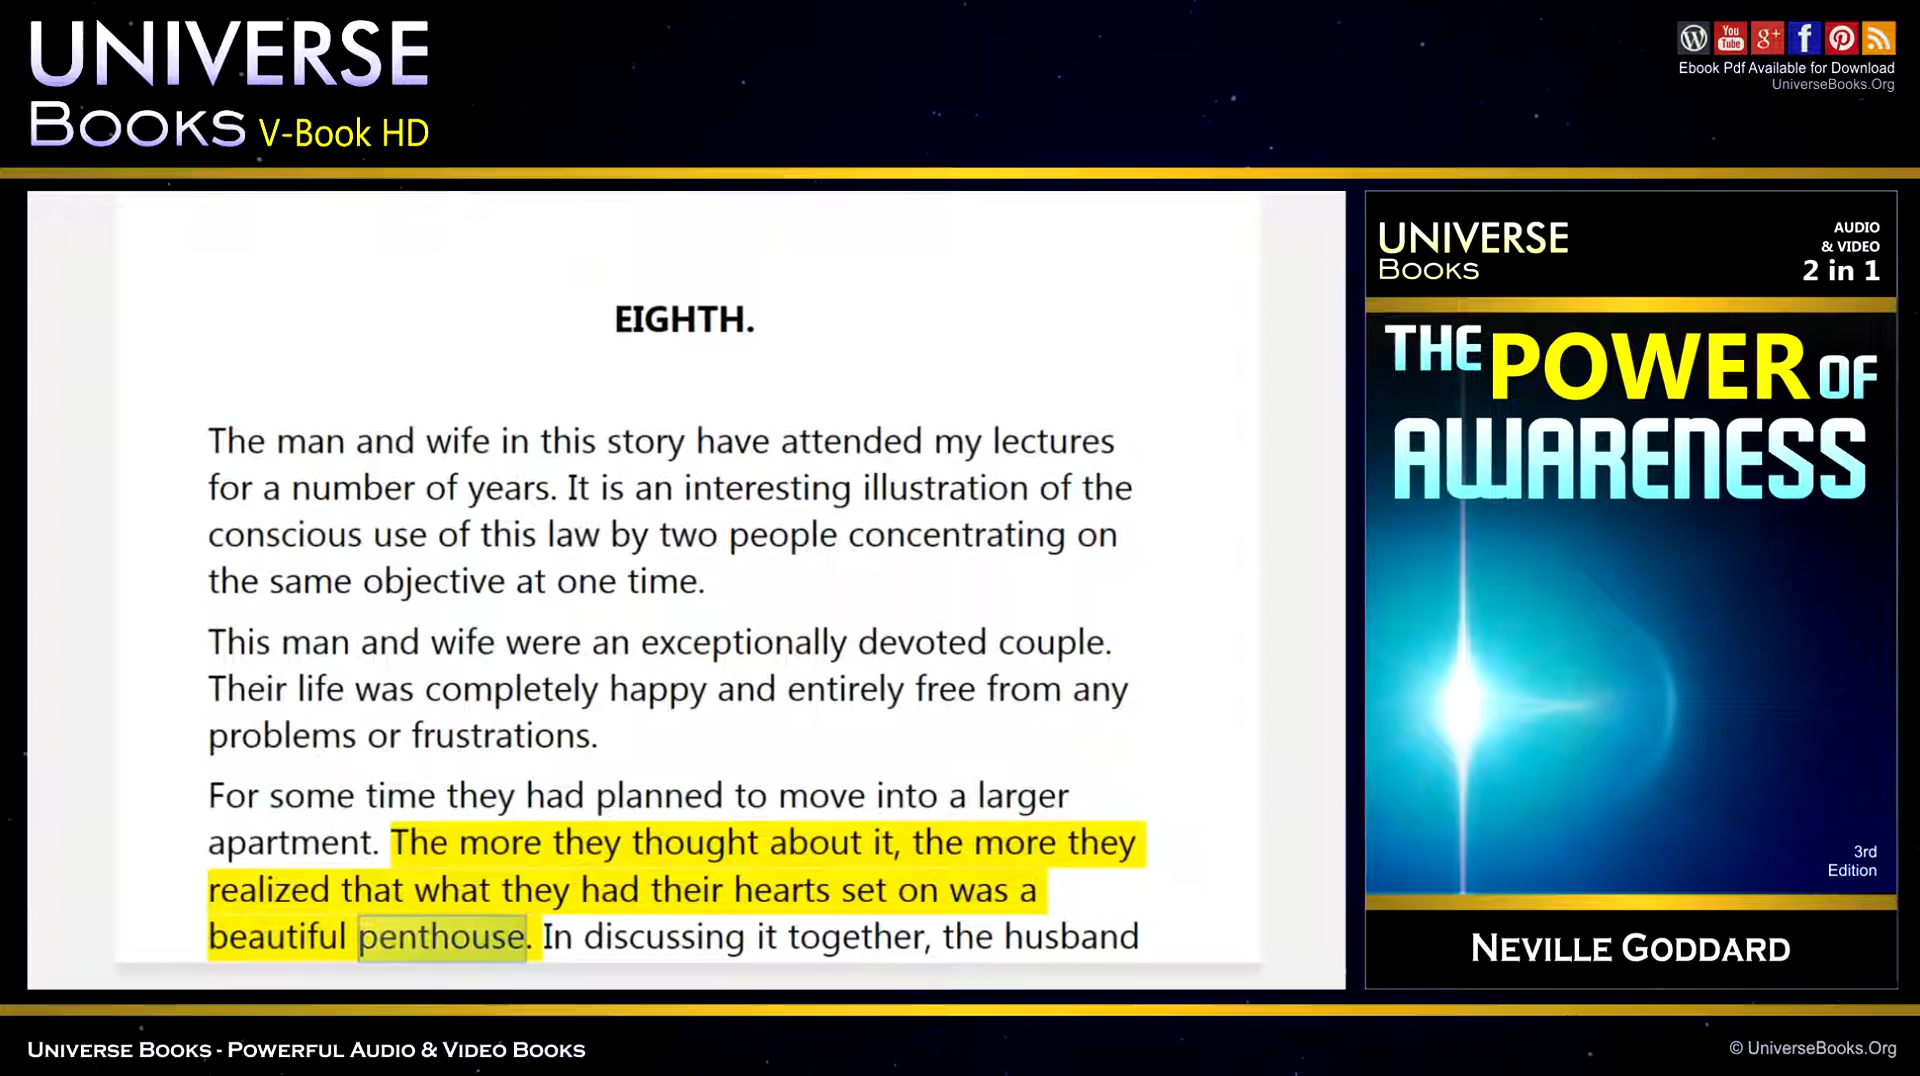 UNIVERSE
BOOKS V-Book HD
You
Tube
g+
f
Ebook Pdf Available for Download
UniverseBooks.Org
EIGHTH.
The man and wife in this story have attended my lectures
for a number of years. It is an interesting illustration of the
conscious use of this law by two people concentrating on
the same objective at one time.
This man and wife were an exceptionally devoted couple.
Their life was completely happy and entirely free from any
problems or frustrations.
For some time they had planned to move into a larger
apartment. The more they thought about it, the more they
realized that what they had their hearts set on was a
beautiful penthouse. In discussing it together, the husband
UNIVERSE
BOOKS
AUDIO
& VIDEO
2 in 1
THE POWER OF
AWARENESS
3rd
Edition
NEVILLE GODDARD
UNIVERSE BOOKS - POWERFUL AUDIO & VIDEO BOOKS
© UniverseBooks.Org